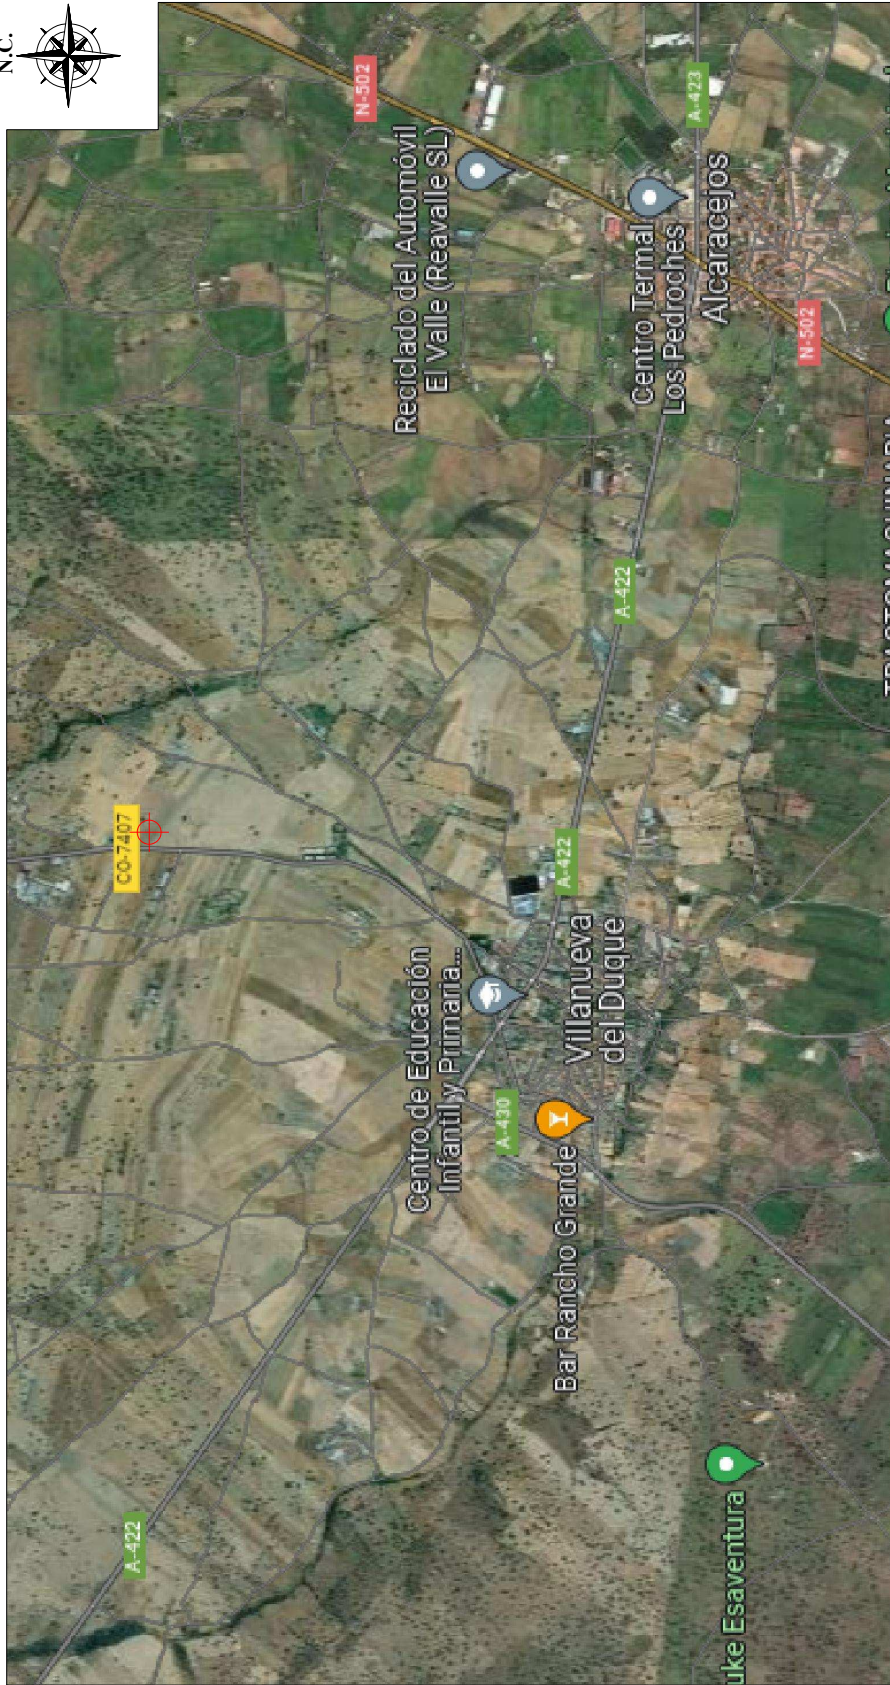 N.C.
N-502
A-423
Reciclado del Automóvil
El Valle (Reavalle SL)
Centro Termal
Los Pedroches
Alcaracejos
N-502
A-422
CO-7407
A-422
Centro de Educación
Infantil y Primaria...
Villanueva
del Duque
A-430
Bar Rancho Grande
A-422
uke Esaventura